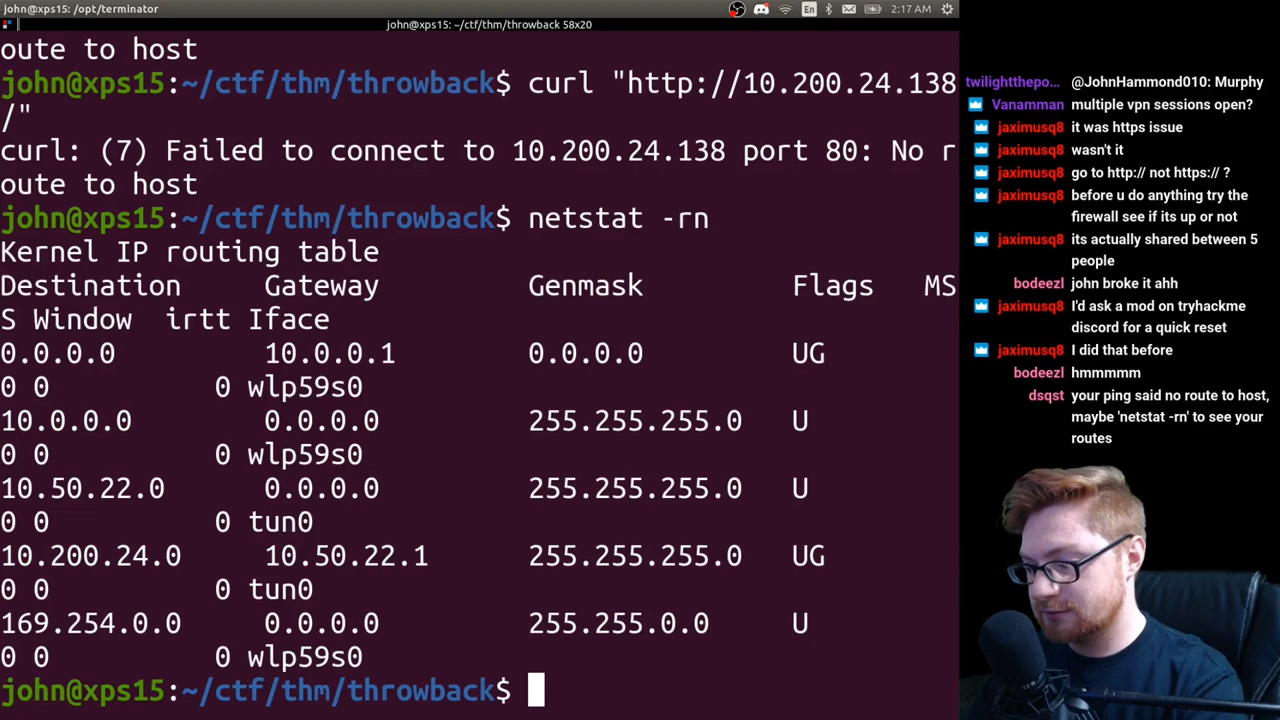 john@xps15: /opt/terminator
En
2:17 AM
john@xps15: ~/ctf/thm/throwback 58x20
oute to host
john@xps15:~/ctf/thm/throwback$ curl "http://10.200.24.138
/"
curl: (7) Failed to connect to 10.200.24.138 port 80: No r
oute to host
john@xps15:~/ctf/thm/throwback$ netstat -rn
Kernel IP routing table
Destination     Gateway         Genmask         Flags   MS
S Window  irtt Iface
0.0.0.0         10.0.0.1        0.0.0.0         UG
0 0          0 wlp59s0
10.0.0.0        0.0.0.0         255.255.255.0   U
0 0          0 wlp59s0
10.50.22.0      0.0.0.0         255.255.255.0   U
0 0          0 tun0
10.200.24.0     10.50.22.1      255.255.255.0   UG
0 0          0 tun0
169.254.0.0     0.0.0.0         255.255.0.0     U
0 0          0 wlp59s0
john@xps15:~/ctf/thm/throwback$
twilightthepo... @JohnHammond010: Murphy
Vanamman multiple vpn sessions open?
jaximusq8 it was https issue
jaximusq8 wasn't it
jaximusq8 go to http:// not https:// ?
jaximusq8 before u do anything try the
firewall see if its up or not
jaximusq8 its actually shared between 5
people
bodeezl john broke it ahh
jaximusq8 I'd ask a mod on tryhackme
discord for a quick reset
jaximusq8 I did that before
bodeezl hmmmmm
dsqst your ping said no route to host,
maybe 'netstat -rn' to see your
routes